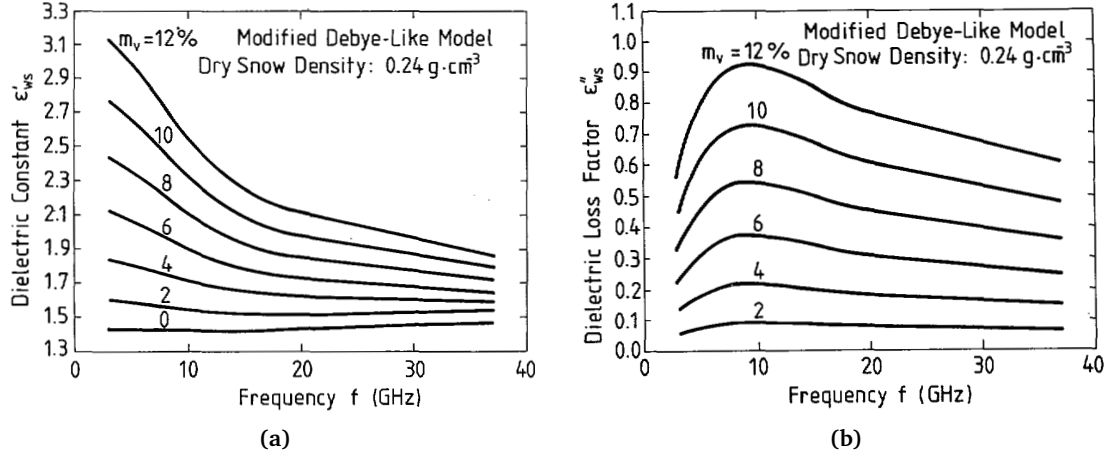 3.3
3.1
2.9
2.7
2.5
2.3
2.1
1.9
1.7
1.5
1.3
Dielectric Constant ε'ws
mv=12%
Modified Debye-Like Model
Dry Snow Density: 0.24 g·cm⁻³
10
8
6
4
2
0
0 10 20 30 40
Frequency f (GHz)
(a)
1.1
1.0
0.9
0.8
0.7
0.6
0.5
0.4
0.3
0.2
0.1
0.0
Dielectric Loss Factor ε''ws
Modified Debye-Like Model
mv=12% Dry Snow Density: 0.24 g·cm⁻³
10
8
6
4
2
0 10 20 30 40
Frequency f (GHz)
(b)